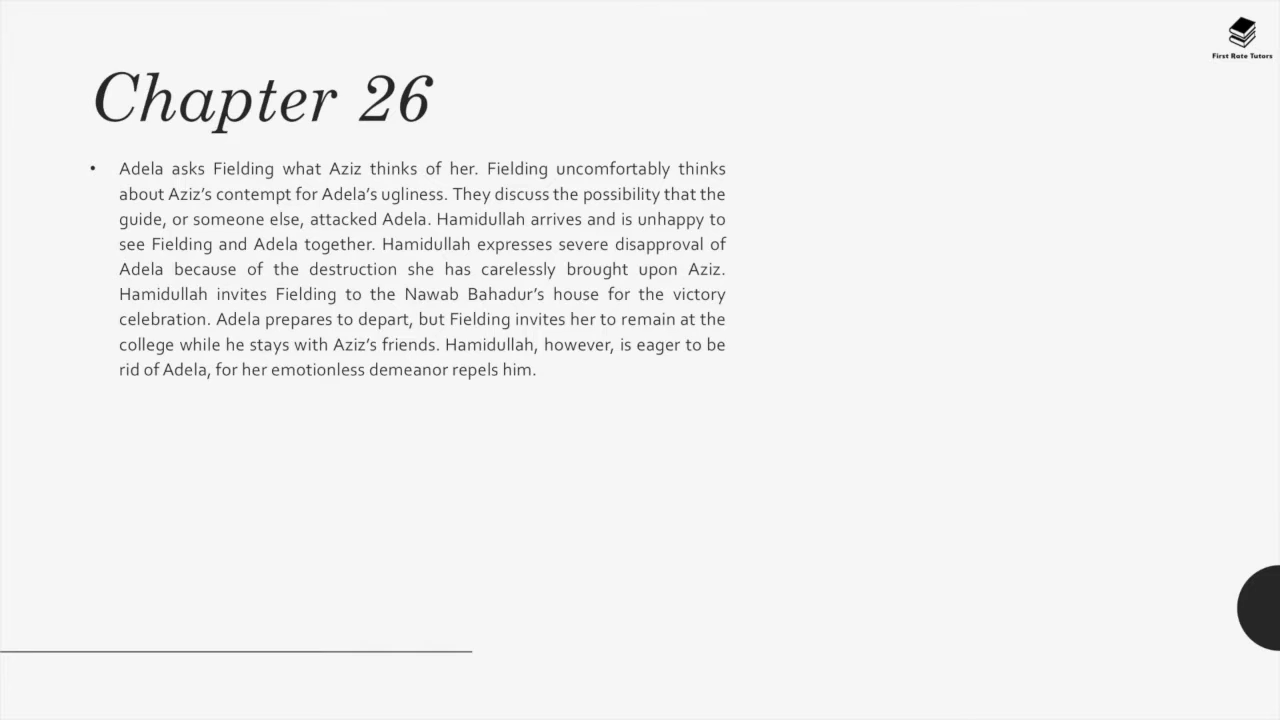 First Rate Tutors
Chapter 26
• Adela asks Fielding what Aziz thinks of her. Fielding uncomfortably thinks
about Aziz’s contempt for Adela’s ugliness. They discuss the possibility that the
guide, or someone else, attacked Adela. Hamidullah arrives and is unhappy to
see Fielding and Adela together. Hamidullah expresses severe disapproval of
Adela because of the destruction she has carelessly brought upon Aziz.
Hamidullah invites Fielding to the Nawab Bahadur’s house for the victory
celebration. Adela prepares to depart, but Fielding invites her to remain at the
college while he stays with Aziz’s friends. Hamidullah, however, is eager to be
rid of Adela, for her emotionless demeanor repels him.